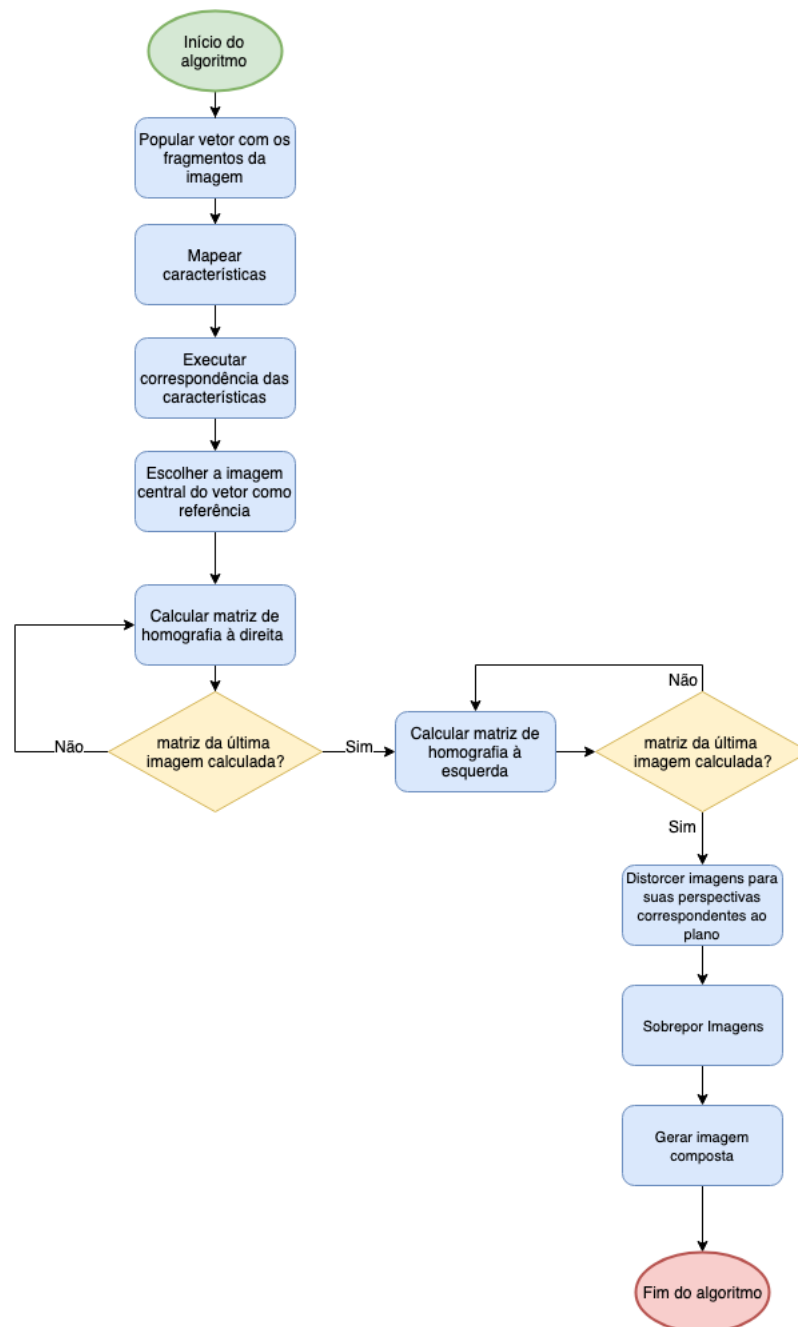 Início do
algoritmo
Popular vetor com os
fragmentos da
imagem
Mapear
características
Executar
correspondência das
características
Escolher a imagem
central do vetor como
referência
Calcular matriz de
homografia à direita
matriz da última
imagem calculada?
Não
Sim
Calcular matriz de
homografia à
esquerda
matriz da última
imagem calculada?
Não
Sim
Distorcer imagens para
suas perspectivas
correspondentes ao
plano
Sobrepor Imagens
Gerar imagem
composta
Fim do algoritmo